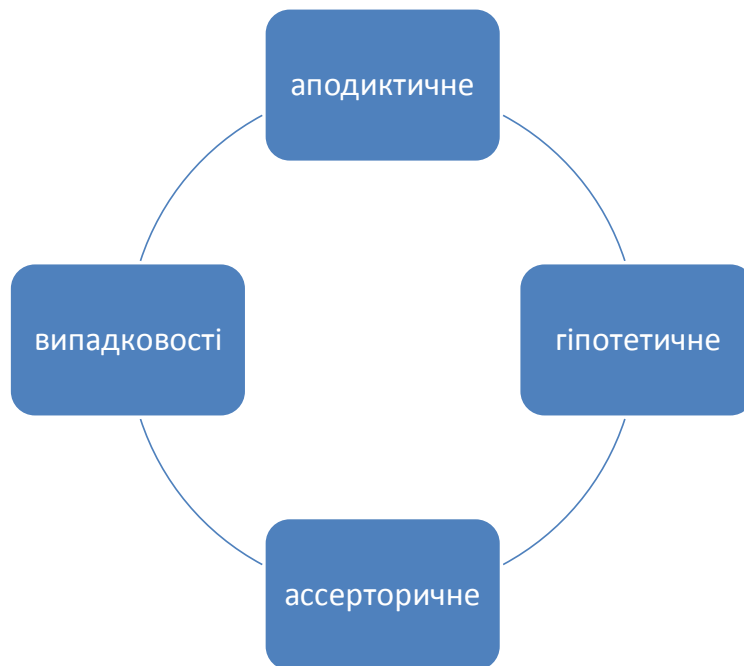 аподиктичне
випадковості
гіпотетичне
ассерторичне